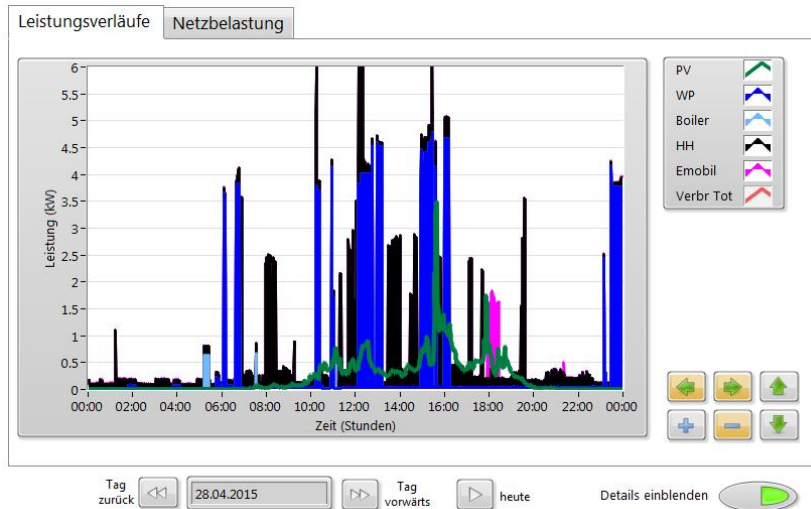 Leistungsverläufe
Netzbelastung
Leistung (kW)
6
5.5
5
4.5
4
3.5
3
2.5
2
1.5
1
0.5
0
00:00 02:00 04:00 06:00 08:00 10:00 12:00 14:00 16:00 18:00 20:00 22:00 00:00
Zeit (Stunden)
PV
WP
Boiler
HH
Emobil
Verbr Tot
Tag
zurück
28.04.2015
Tag
vorwärts
heute
Details einblenden